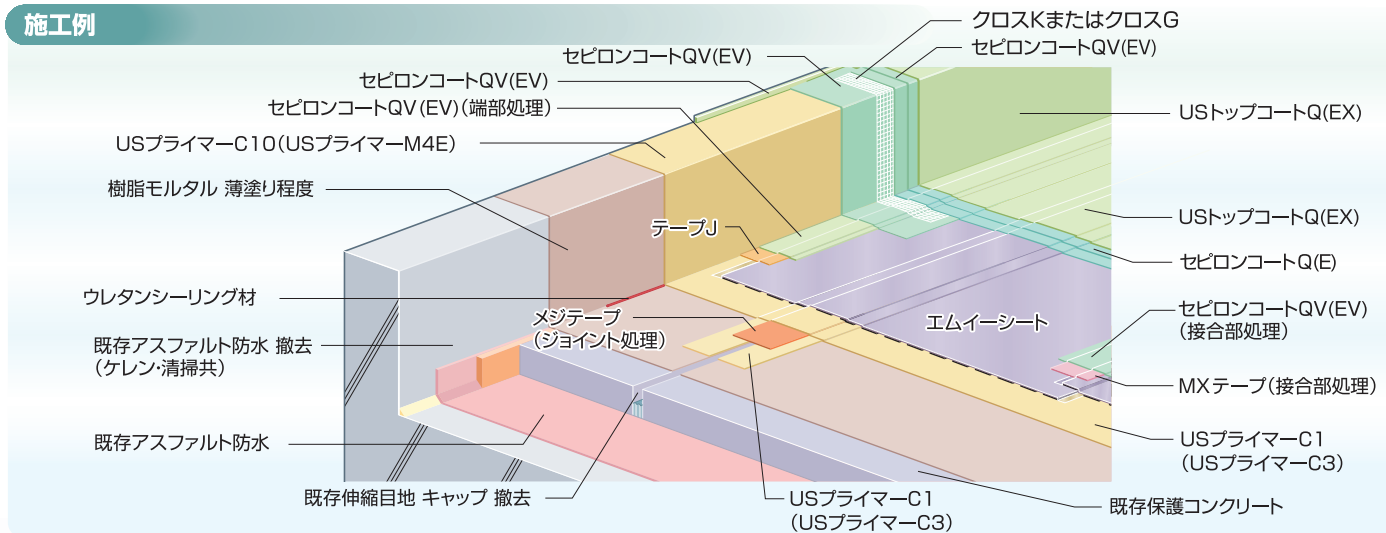 施工例
クロスKまたはクロスG
セピロンコートQV(EV)
セピロンコートQV(EV)
セピロンコートQV(EV)
セピロンコートQV(EV)(端部処理)
USプライマーC10(USプライマーM4E)
樹脂モルタル 薄塗り程度
ウレタンシーリング材
既存アスファルト防水 撤去
(ケレン・清掃共)
既存アスファルト防水
既存伸縮目地 キャップ 撤去
テープJ
メジテープ
(ジョイント処理)
エムイーシート
USプライマーC1
(USプライマーC3)
USトップコートQ(EX)
USトップコートQ(EX)
セピロンコートQ(E)
セピロンコートQV(EV)
(接合部処理)
MXテープ(接合部処理)
USプライマーC1
(USプライマーC3)
既存保護コンクリート